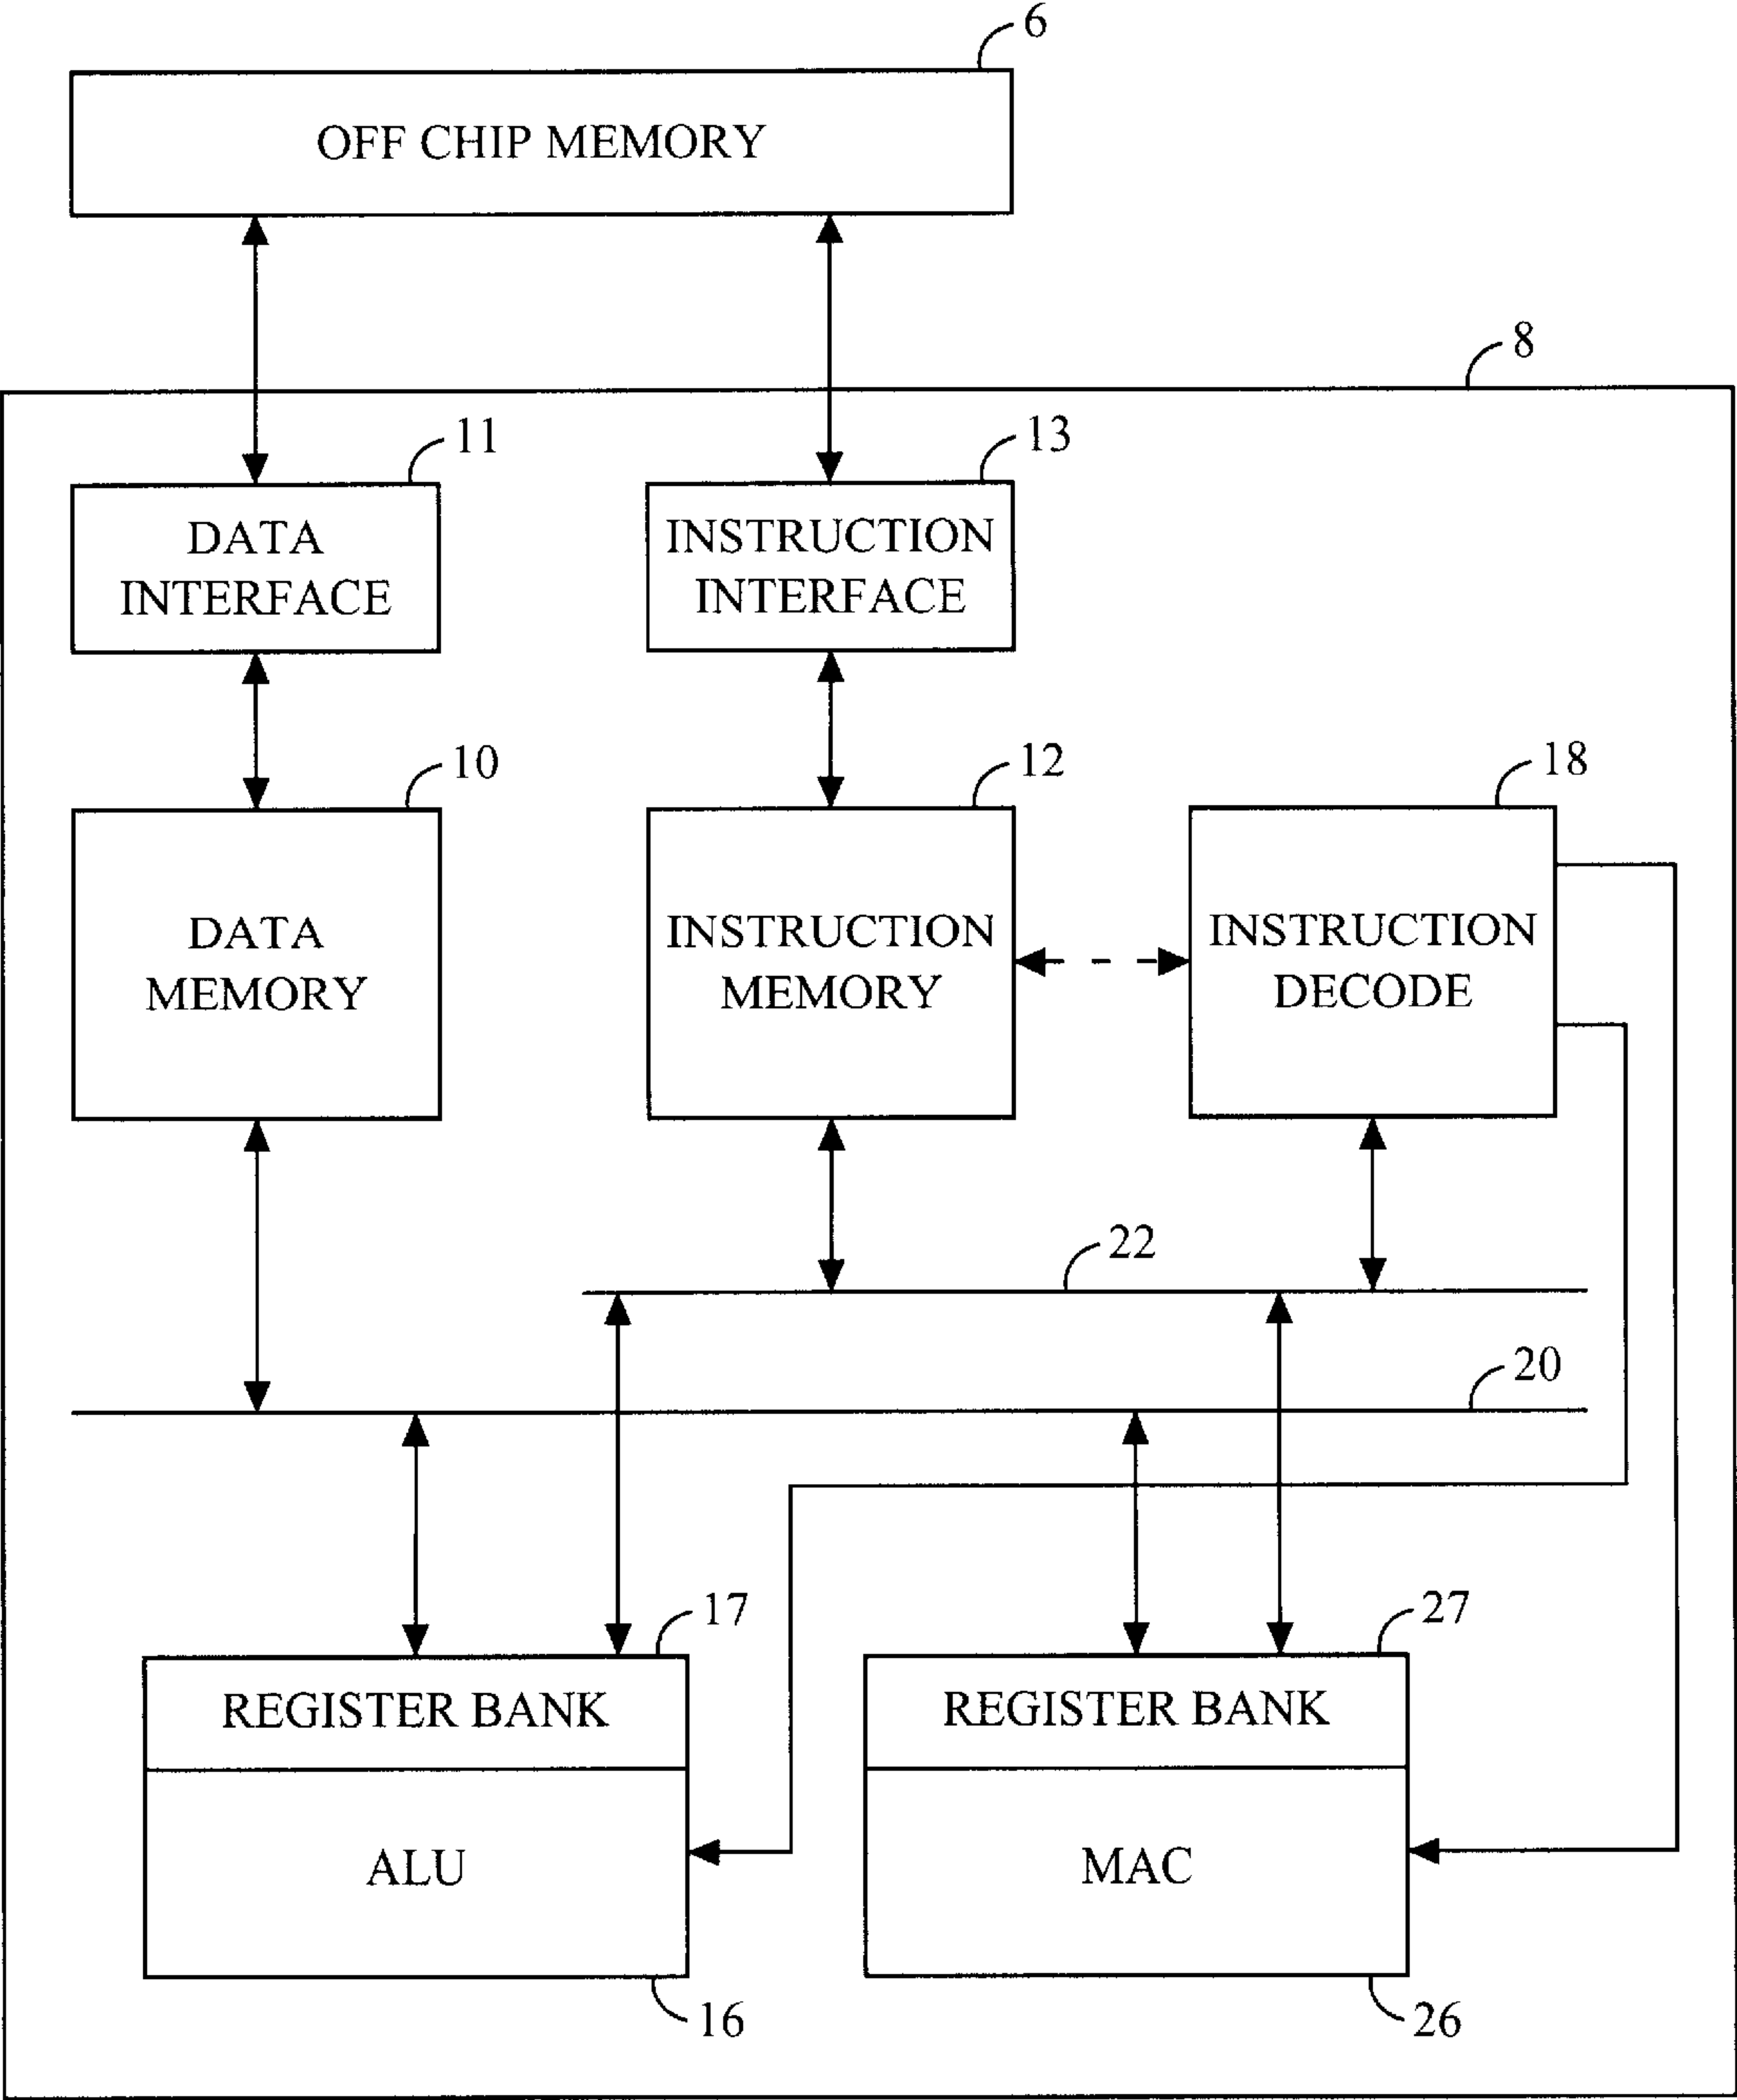 6
OFF CHIP MEMORY
8
11
13
DATA
INTERFACE
INSTRUCTION
INTERFACE
10
12
18
DATA
MEMORY
INSTRUCTION
MEMORY
INSTRUCTION
DECODE
22
20
17
27
REGISTER BANK
REGISTER BANK
ALU
MAC
16
26